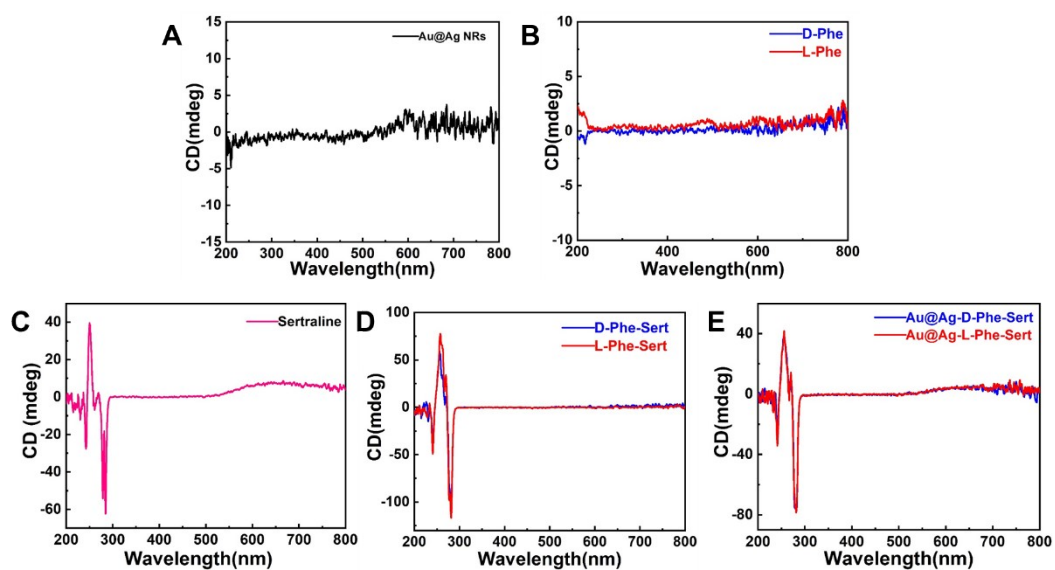 A
Au@Ag NRs
CD(mdeg)
15
10
5
0
-5
-10
-15
200 300 400 500 600 700 800
Wavelength(nm)
B
D-Phe
L-Phe
CD(mdeg)
10
5
0
-5
-10
200 300 400 500 600 700 800
Wavelength(nm)
C
Sertraline
CD (mdeg)
40
20
0
-20
-40
-60
200 300 400 500 600 700 800
Wavelength(nm)
D
D-Phe-Sert
L-Phe-Sert
CD (mdeg)
100
50
0
-50
-100
200 300 400 500 600 700 800
Wavelength(nm)
E
Au@Ag-D-Phe-Sert
Au@Ag-L-Phe-Sert
CD (mdeg)
40
0
-40
-80
200 300 400 500 600 700 800
Wavelength(nm)